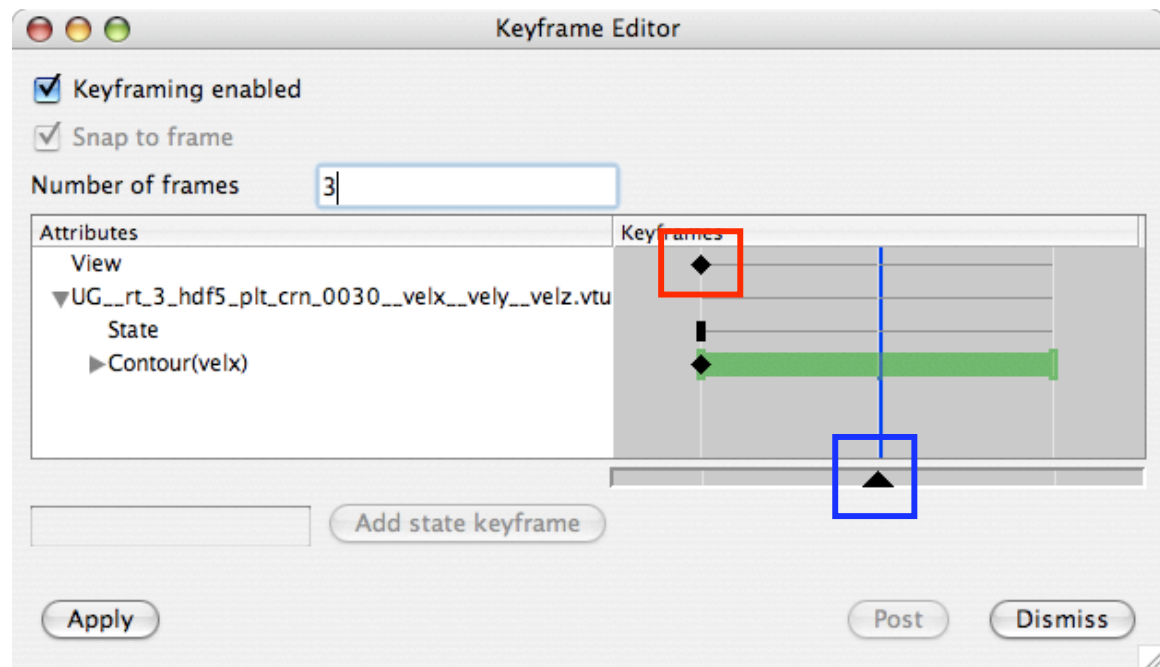 Keyframe Editor
Keyframing enabled
Snap to frame
Number of frames 3
Attributes Keyframes
View
UG__rt_3_hdf5_plt_crn_0030__velx__vely__velz.vtu
State
Contour(velx)
Add state keyframe
Apply Post Dismiss